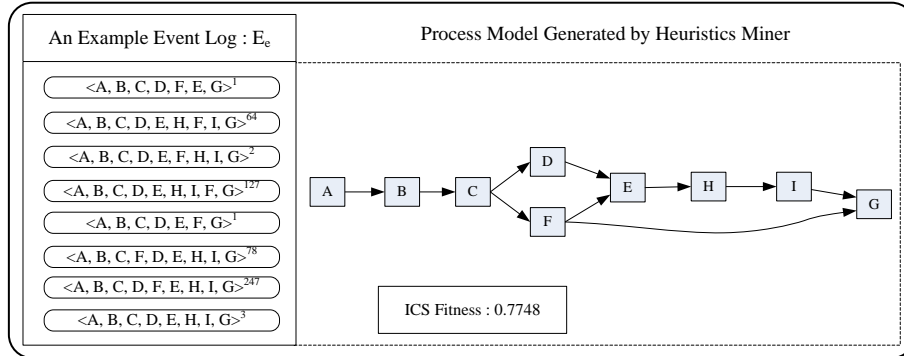 An Example Event Log : Eₑ
<A, B, C, D, F, E, G>¹
<A, B, C, D, E, H, F, I, G>⁶⁴
<A, B, C, D, E, F, H, I, G>²
<A, B, C, D, E, H, I, F, G>¹²⁷
<A, B, C, D, E, F, G>¹
<A, B, C, F, D, E, H, I, G>⁷⁸
<A, B, C, D, F, E, H, I, G>²⁴⁷
<A, B, C, D, E, H, I, G>³
Process Model Generated by Heuristics Miner
A
B
C
D
F
E
H
I
G
ICS Fitness : 0.7748